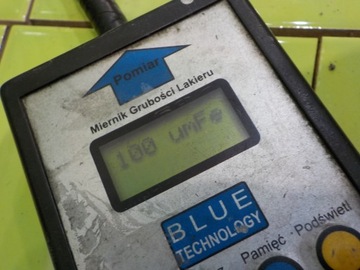 Pomiar
Miernik Grubości Lakieru
100 umFe
BLUE
TECHNOLOGY
Pamięć · Podświetl